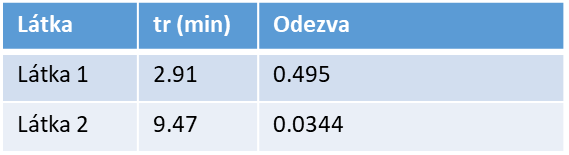 Látka tr (min) Odezva
Látka 1 2.91 0.495
Látka 2 9.47 0.0344